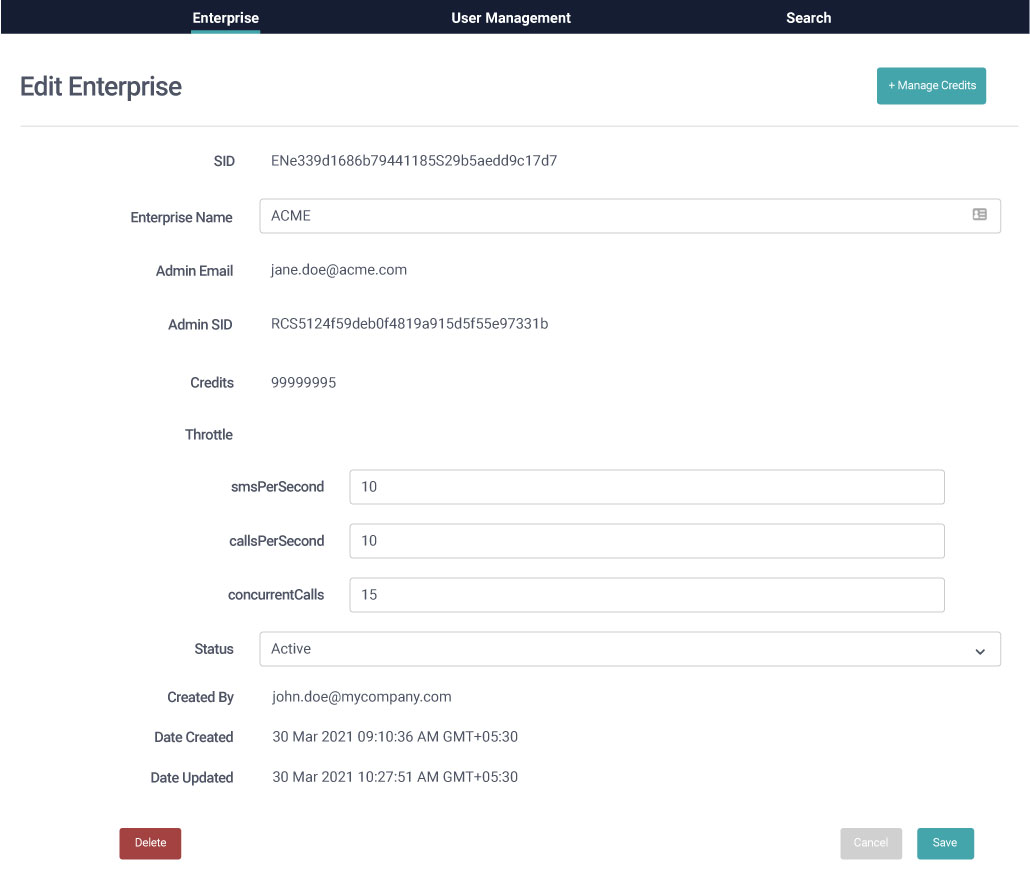 Enterprise User Management Search
Edit Enterprise + Manage Credits
SID ENe339d1686b79441185S29b5aedd9c17d7
Enterprise Name ACME
Admin Email jane.doe@acme.com
Admin SID RCS5124f59deb0f4819a915d5f55e97331b
Credits 99999995
Throttle
smsPerSecond 10
callsPerSecond 10
concurrentCalls 15
Status Active
Created By john.doe@mycompany.com
Date Created 30 Mar 2021 09:10:36 AM GMT+05:30
Date Updated 30 Mar 2021 10:27:51 AM GMT+05:30
Delete Cancel Save